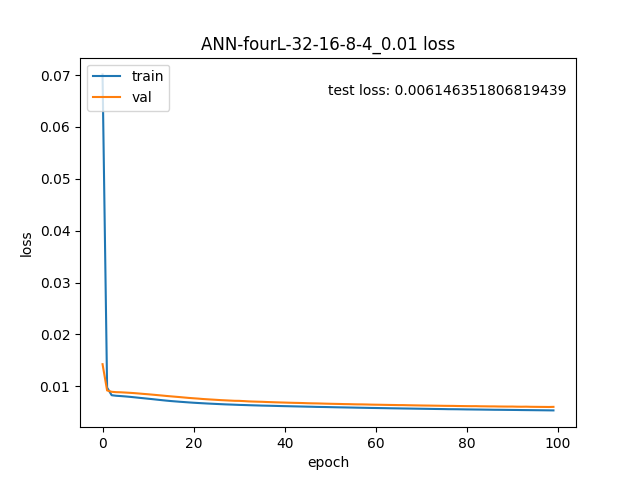 ANN-fourL-32-16-8-4_0.01 loss
train
val
test loss: 0.006146351806819439
0.07
0.06
0.05
0.04
0.03
0.02
0.01
loss
0 20 40 60 80 100
epoch